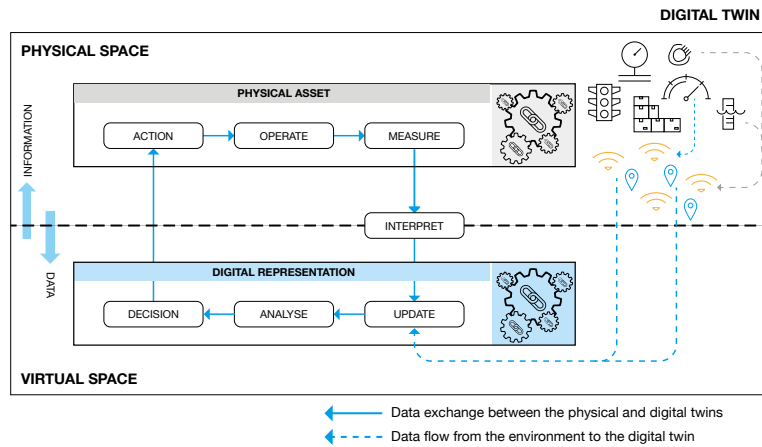 DIGITAL TWIN
PHYSICAL SPACE
PHYSICAL ASSET
ACTION
OPERATE
MEASURE
INFORMATION
INTERPRET
DATA
DIGITAL REPRESENTATION
DECISION
ANALYSE
UPDATE
VIRTUAL SPACE
Data exchange between the physical and digital twins
Data flow from the environment to the digital twin